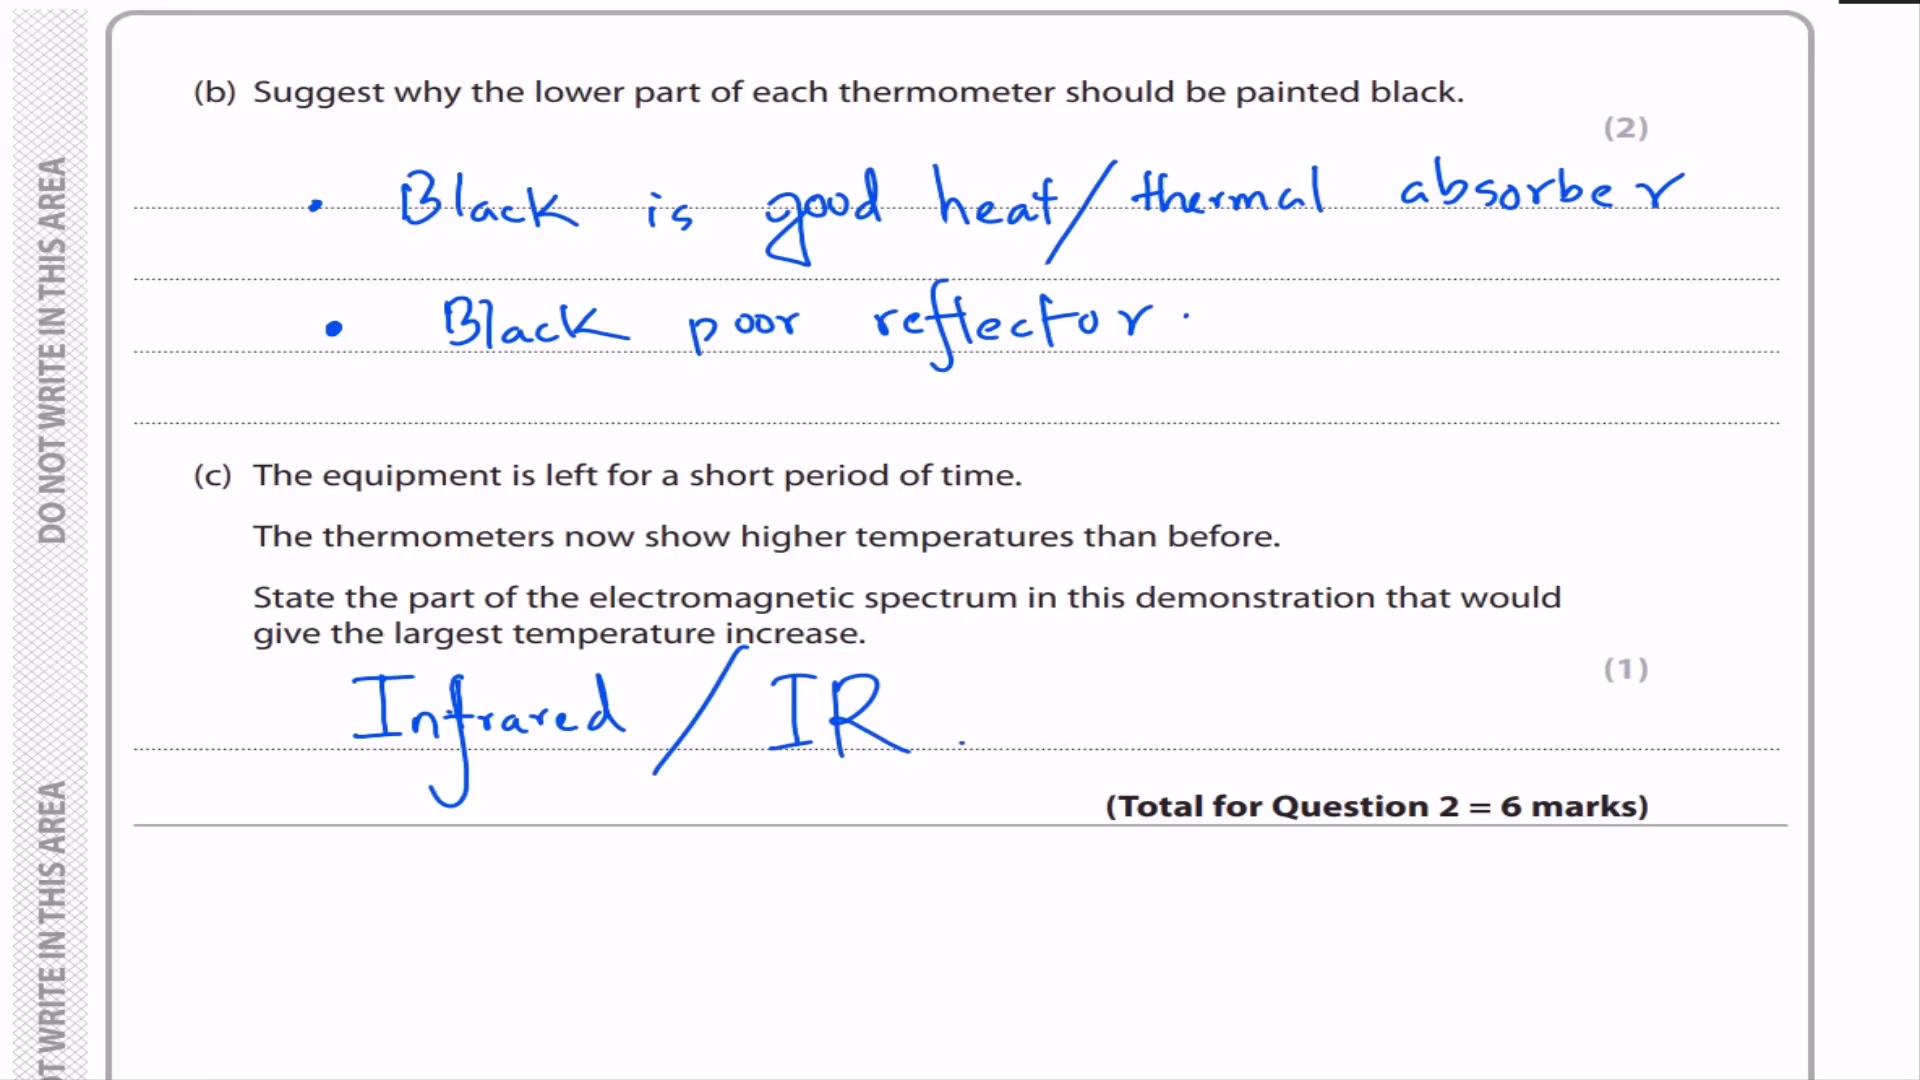 (b) Suggest why the lower part of each thermometer should be painted black.
(2)
• Black is good heat/thermal absorber
• Black poor reflector.
(c) The equipment is left for a short period of time.
The thermometers now show higher temperatures than before.
State the part of the electromagnetic spectrum in this demonstration that would
give the largest temperature increase.
(1)
Infrared / IR.
(Total for Question 2 = 6 marks)
DO NOT WRITE IN THIS AREA
OT WRITE IN THIS AREA